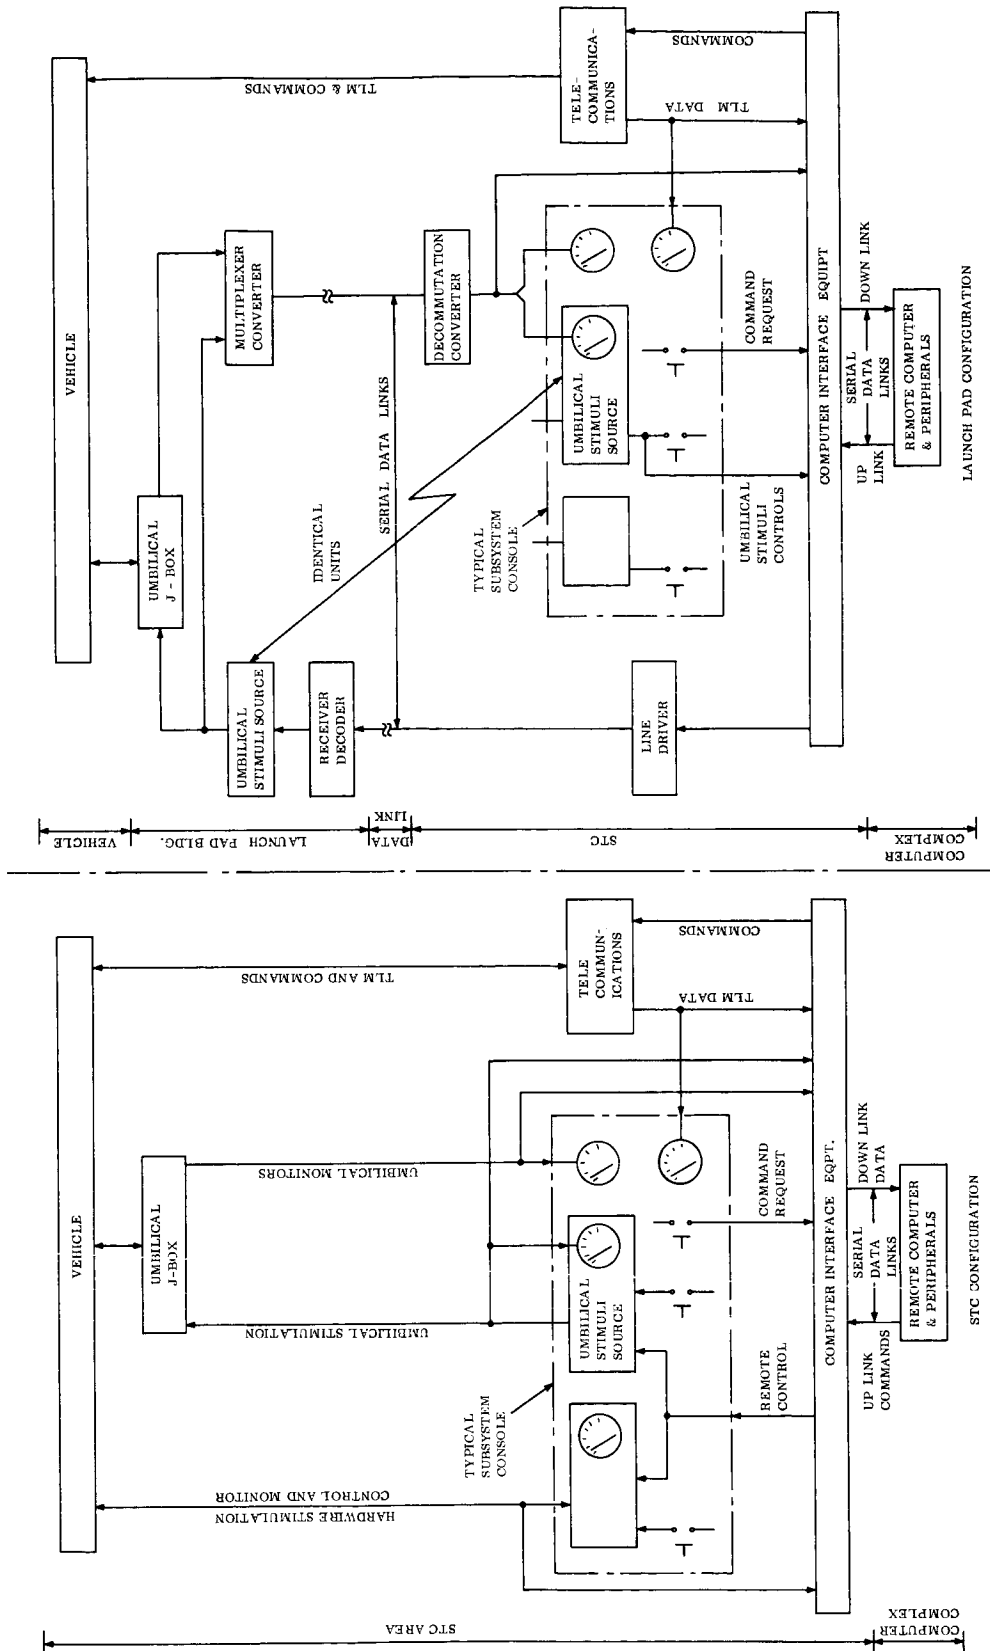 STC AREA
COMPUTER
COMPLEX
VEHICLE
HARDWIRE STIMULATION
CONTROL AND MONITOR
UMBILICAL
J-BOX
UMBILICAL STIMULATION
UMBILICAL MONITORS
TLM AND COMMANDS
TYPICAL
SUBSYSTEM
CONSOLE
UMBILICAL
STIMULI
SOURCE
TELE
COMMUN-
ICATIONS
TLM DATA
COMMANDS
REMOTE
CONTROL
COMMAND
REQUEST
COMPUTER INTERFACE EQPT.
UP LINK
COMMANDS
SERIAL
DATA
LINKS
DOWN LINK
DATA
REMOTE COMPUTER
& PERIPHERALS
STC CONFIGURATION
VEHICLE
LAUNCH PAD BLDG.
DATA
LINK
STC
COMPUTER
COMPLEX
VEHICLE
UMBILICAL
J - BOX
UMBILICAL
STIMULI SOURCE
RECEIVER
DECODER
MULTIPLEXER
CONVERTER
TLM & COMMANDS
IDENTICAL
UNITS
SERIAL DATA LINKS
DECOMMUTATION
CONVERTER
TELE-
COMMUNICA-
TIONS
TYPICAL
SUBSYSTEM
CONSOLE
UMBILICAL
STIMULI
SOURCE
TLM DATA
COMMANDS
LINE
DRIVER
UMBILICAL
STIMULI
CONTROLS
COMMAND
REQUEST
COMPUTER INTERFACE EQUIPT
UP
LINK
SERIAL
DATA
LINKS
DOWN LINK
REMOTE COMPUTER
& PERIPHERALS
LAUNCH PAD CONFIGURATION